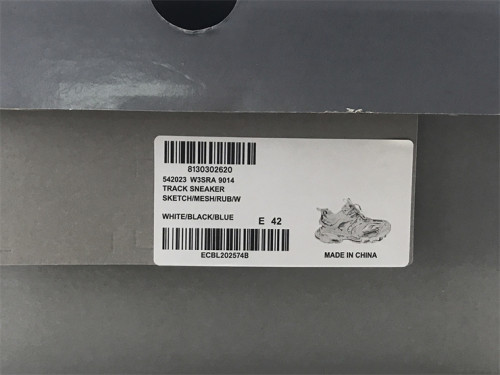 8130302620
542023 W3SRA 9014
TRACK SNEAKER
SKETCH/MESH/RUB/W
WHITE/BLACK/BLUE E 42
ECBL202574B
MADE IN CHINA